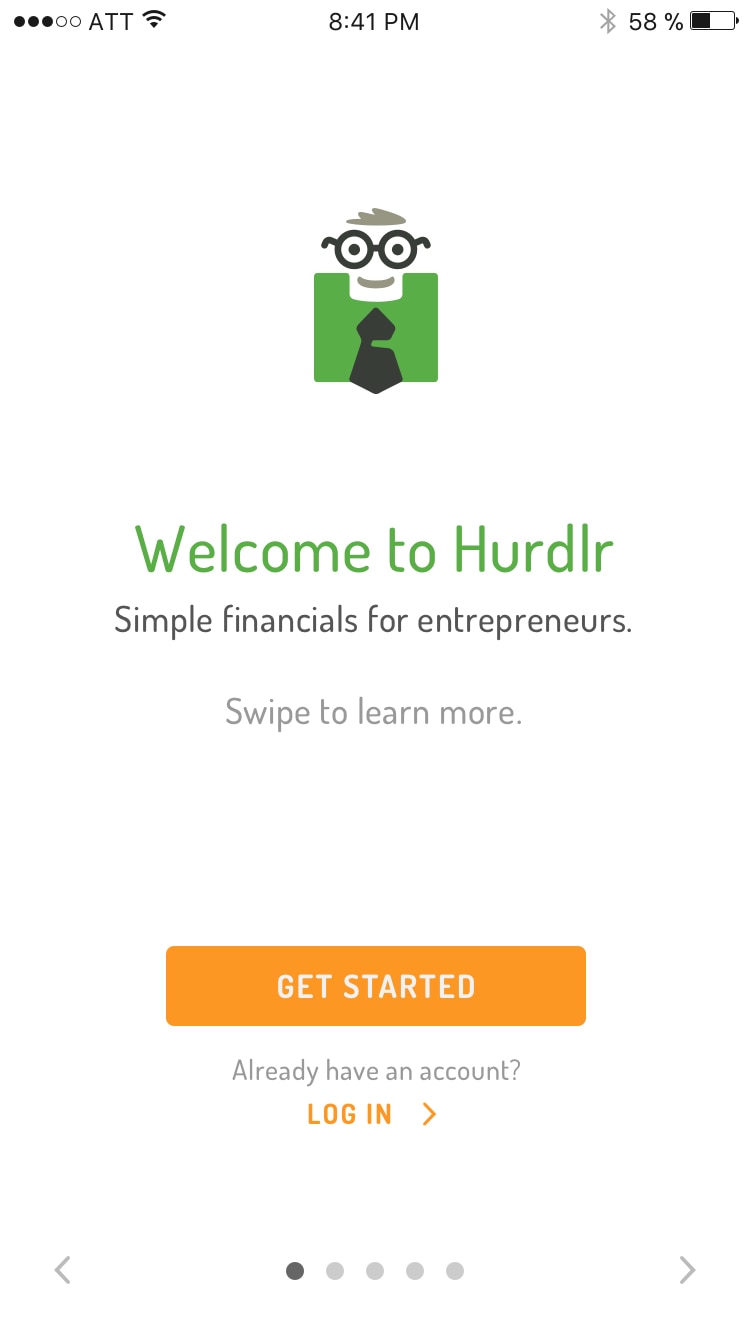 ATT 8:41 PM 58 %
Welcome to Hurdlr
Simple financials for entrepreneurs.
Swipe to learn more.
GET STARTED
Already have an account?
LOG IN